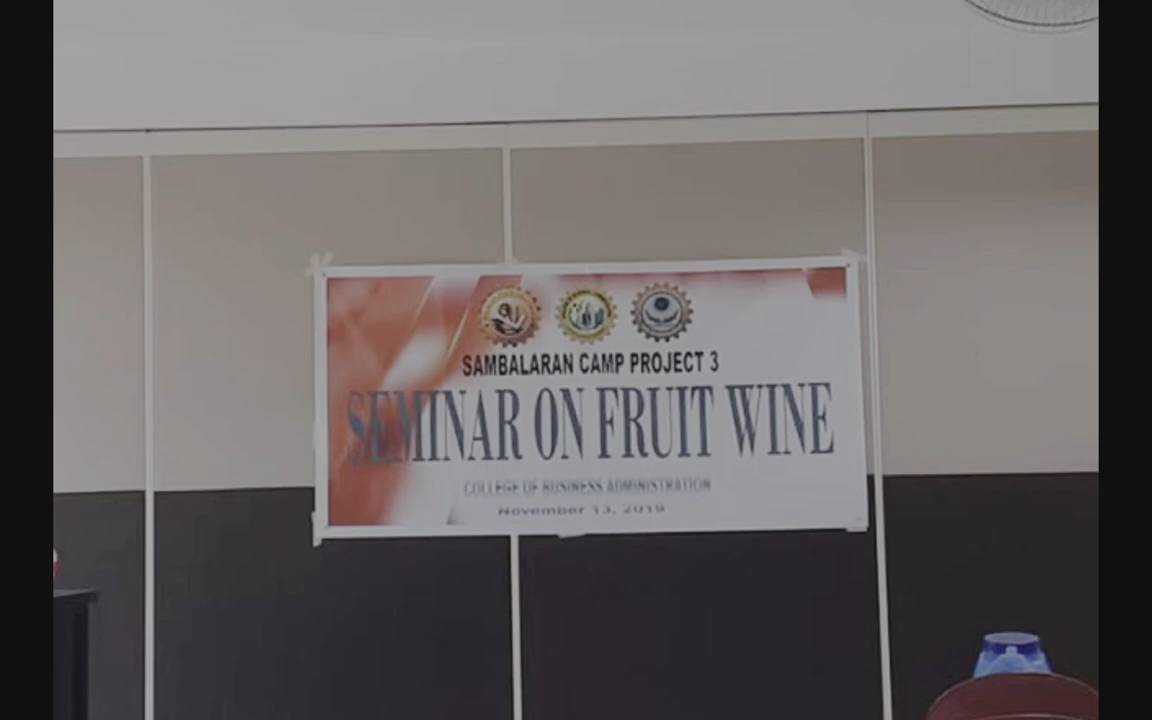 SAMBALARAN CAMP PROJECT 3
SEMINAR ON FRUIT WINE
COLLEGE OF BUSINESS ADMINISTRATION
November 13, 2019